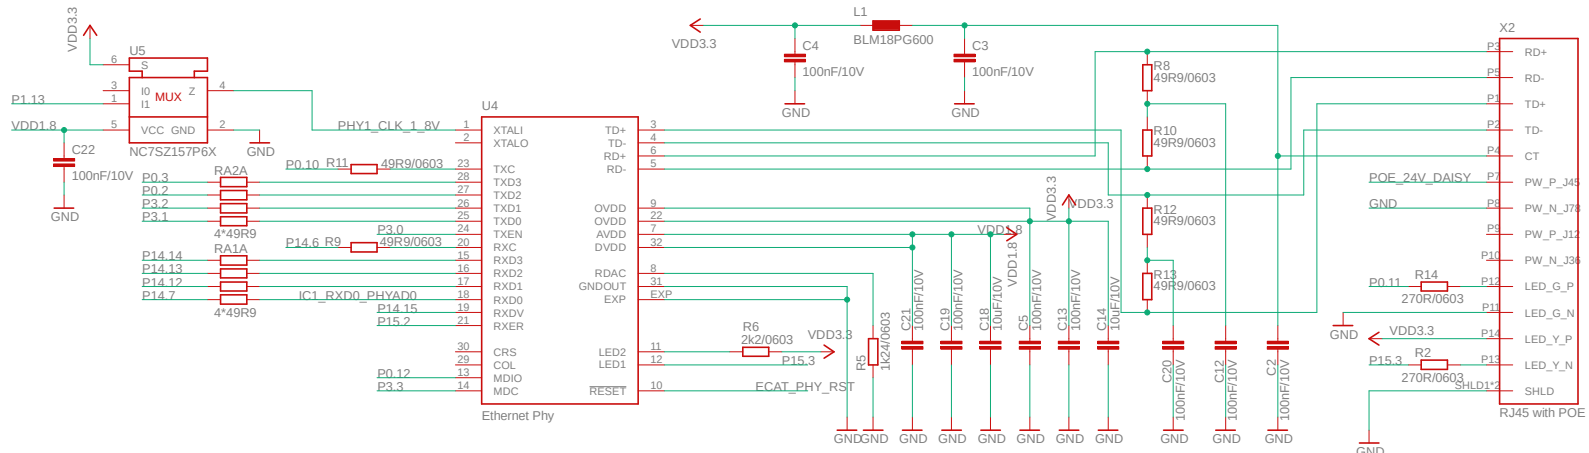 VDD3.3
U5
6
S
3
I0
Z
4
MUX
P1.13
1
I1
VDD1.8
5
VCC GND
2
NC7SZ157P6X
C22
100nF/10V
GND
GND
PHY1_CLK_1_8V
P0.10
R11
49R9/0603
RA2A
P0.3
P0.2
P3.2
P3.1
4*49R9
P3.0
P14.6
R9
49R9/0603
RA1A
P14.14
P14.13
P14.12
P14.7
4*49R9
IC1_RXD0_PHYAD0
P14.15
P15.2
P0.12
P3.3
U4
1
XTALI
TD+
3
2
XTALO
TD-
4
RD+
6
23
TXC
RD-
5
28
TXD3
27
TXD2
26
TXD1
OVDD
9
25
TXD0
OVDD
22
24
TXEN
AVDD
7
20
RXC
DVDD
32
15
RXD3
16
RXD2
RDAC
8
17
RXD1
GNDOUT
31
18
RXD0
EXP
EXP
19
RXDV
21
RXER
30
CRS
LED2
11
29
COL
LED1
12
13
MDIO
14
MDC
RESET
10
Ethernet Phy
R6
2k2/0603
VDD3.3
P15.3
ECAT_PHY_RST
VDD3.3
L1
BLM18PG600
C4
100nF/10V
GND
C3
100nF/10V
GND
R8
49R9/0603
R10
49R9/0603
R12
49R9/0603
R13
49R9/0603
VDD3.3
VDD3.3
VDD1.8
VDD1.8
R5
1k24/0603
C21
100nF/10V
C19
100nF/10V
C18
10uF/10V
C5
100nF/10V
C13
100nF/10V
C14
10uF/10V
C20
100nF/10V
C12
100nF/10V
C2
100nF/10V
GND
GND
GND
GND
GND
GND
GND
GND
GND
GND
GND
X2
P3
RD+
P5
RD-
P1
TD+
P2
TD-
P4
CT
POE_24V_DAISY
P7
PW_P_J45
GND
P8
PW_N_J78
P9
PW_P_J12
P10
PW_N_J36
P0.11
R14
270R/0603
P12
LED_G_P
P11
LED_G_N
GND
VDD3.3
P14
LED_Y_P
P15.3
R2
270R/0603
P13
LED_Y_N
SHLD1*2
SHLD
RJ45 with POE
GND